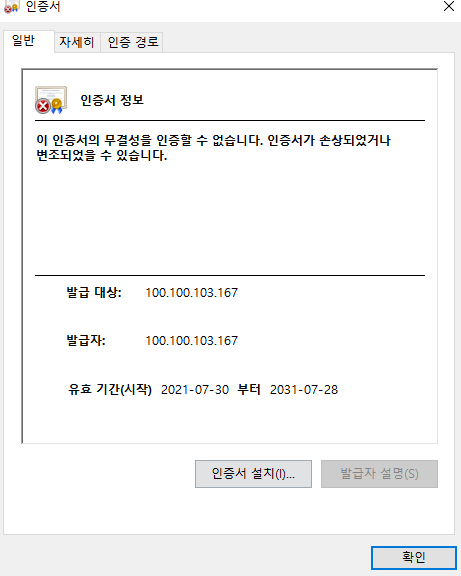 인증서
일반
자세히
인증 경로
인증서 정보
이 인증서의 무결성을 인증할 수 없습니다. 인증서가 손상되었거나
변조되었을 수 있습니다.
발급 대상: 100.100.103.167
발급자: 100.100.103.167
유효 기간(시작) 2021-07-30 부터 2031-07-28
인증서 설치(I)...
발급자 설명(S)
확인